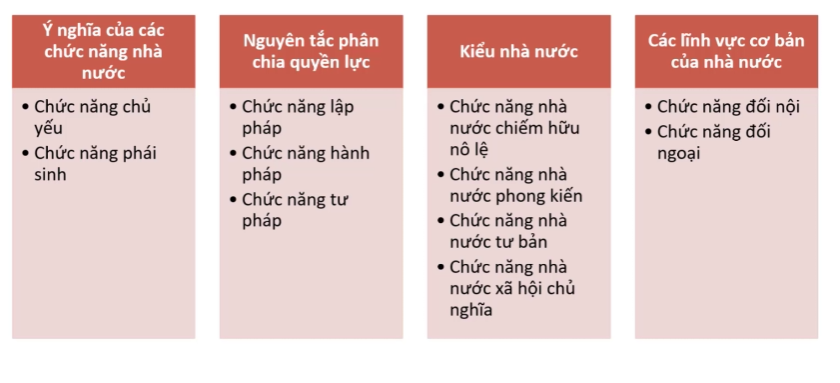 Ý nghĩa của các
chức năng nhà
nước
• Chức năng chủ
yếu
• Chức năng phái
sinh
Nguyên tắc phân
chia quyền lực
• Chức năng lập
pháp
• Chức năng hành
pháp
• Chức năng tư
pháp
Kiểu nhà nước
• Chức năng nhà
nước chiếm hữu
nô lệ
• Chức năng nhà
nước phong kiến
• Chức năng nhà
nước tư bản
• Chức năng nhà
nước xã hội chủ
nghĩa
Các lĩnh vực cơ bản
của nhà nước
• Chức năng đối nội
• Chức năng đối
ngoại